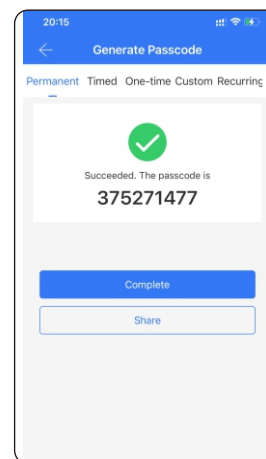 20:15
Generate Passcode
Permanent Timed One-time Custom Recurring
Succeeded. The passcode is
375271477
Complete
Share